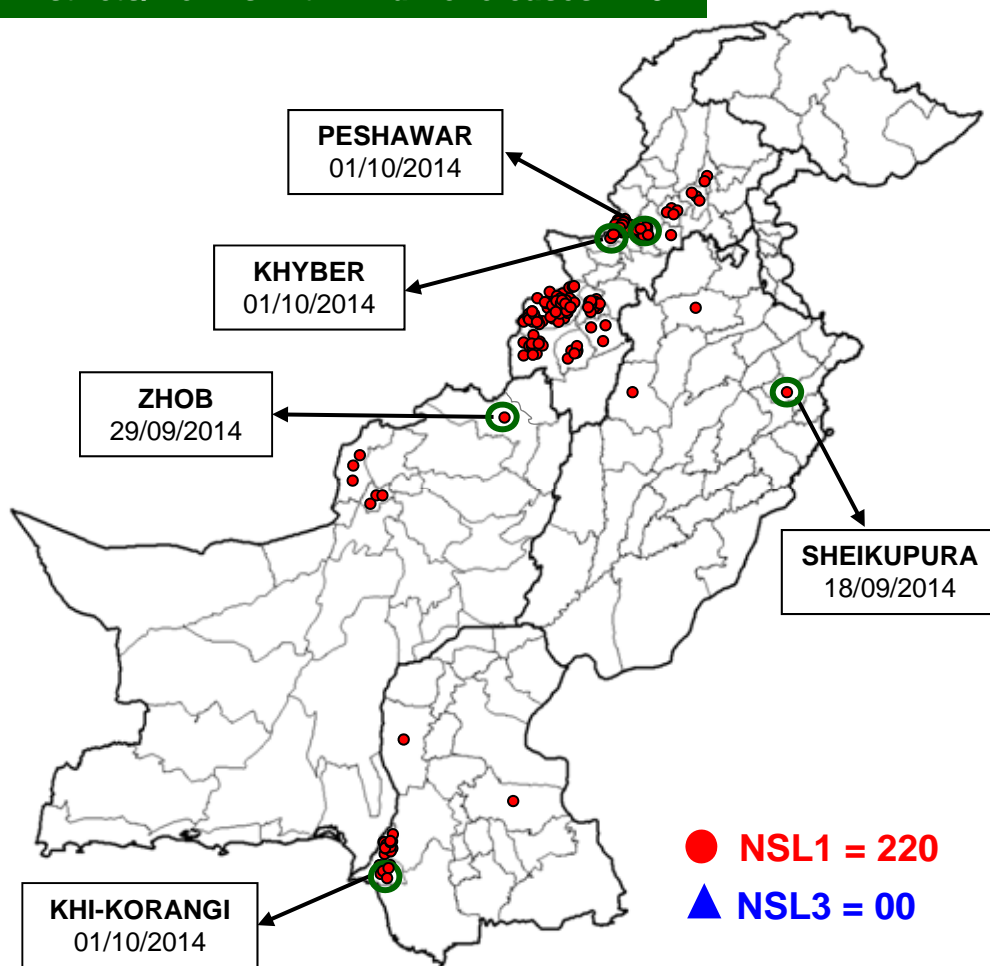 PESHAWAR
01/10/2014
KHYBER
01/10/2014
ZHOB
29/09/2014
SHEIKUPURA
18/09/2014
NSL1 = 220
NSL3 = 00
KHI-KORANGI
01/10/2014